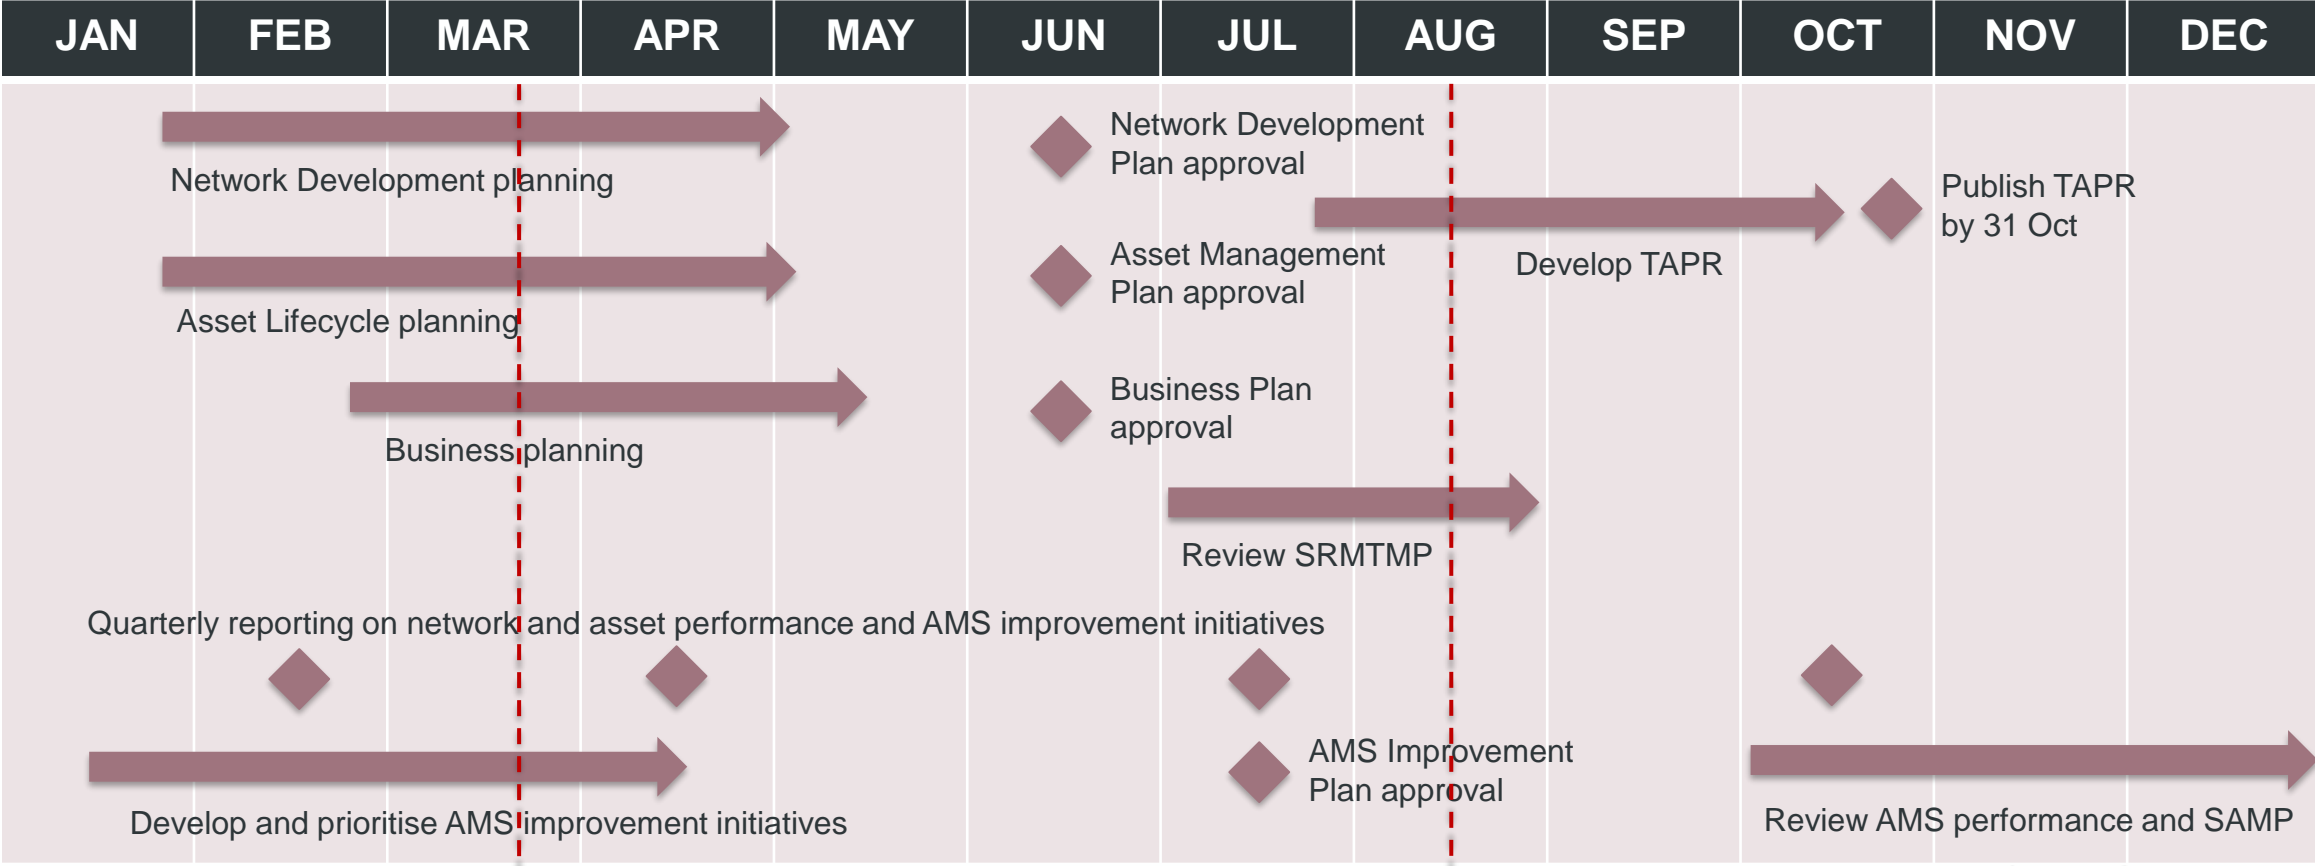 JAN FEB MAR APR MAY JUN JUL AUG SEP OCT NOV DEC
Network Development planning
Network Development
Plan approval
Publish TAPR
by 31 Oct
Develop TAPR
Asset Lifecycle planning
Asset Management
Plan approval
Business planning
Business Plan
approval
Review SRMTMP
Quarterly reporting on network and asset performance and AMS improvement initiatives
Develop and prioritise AMS improvement initiatives
AMS Improvement
Plan approval
Review AMS performance and SAMP